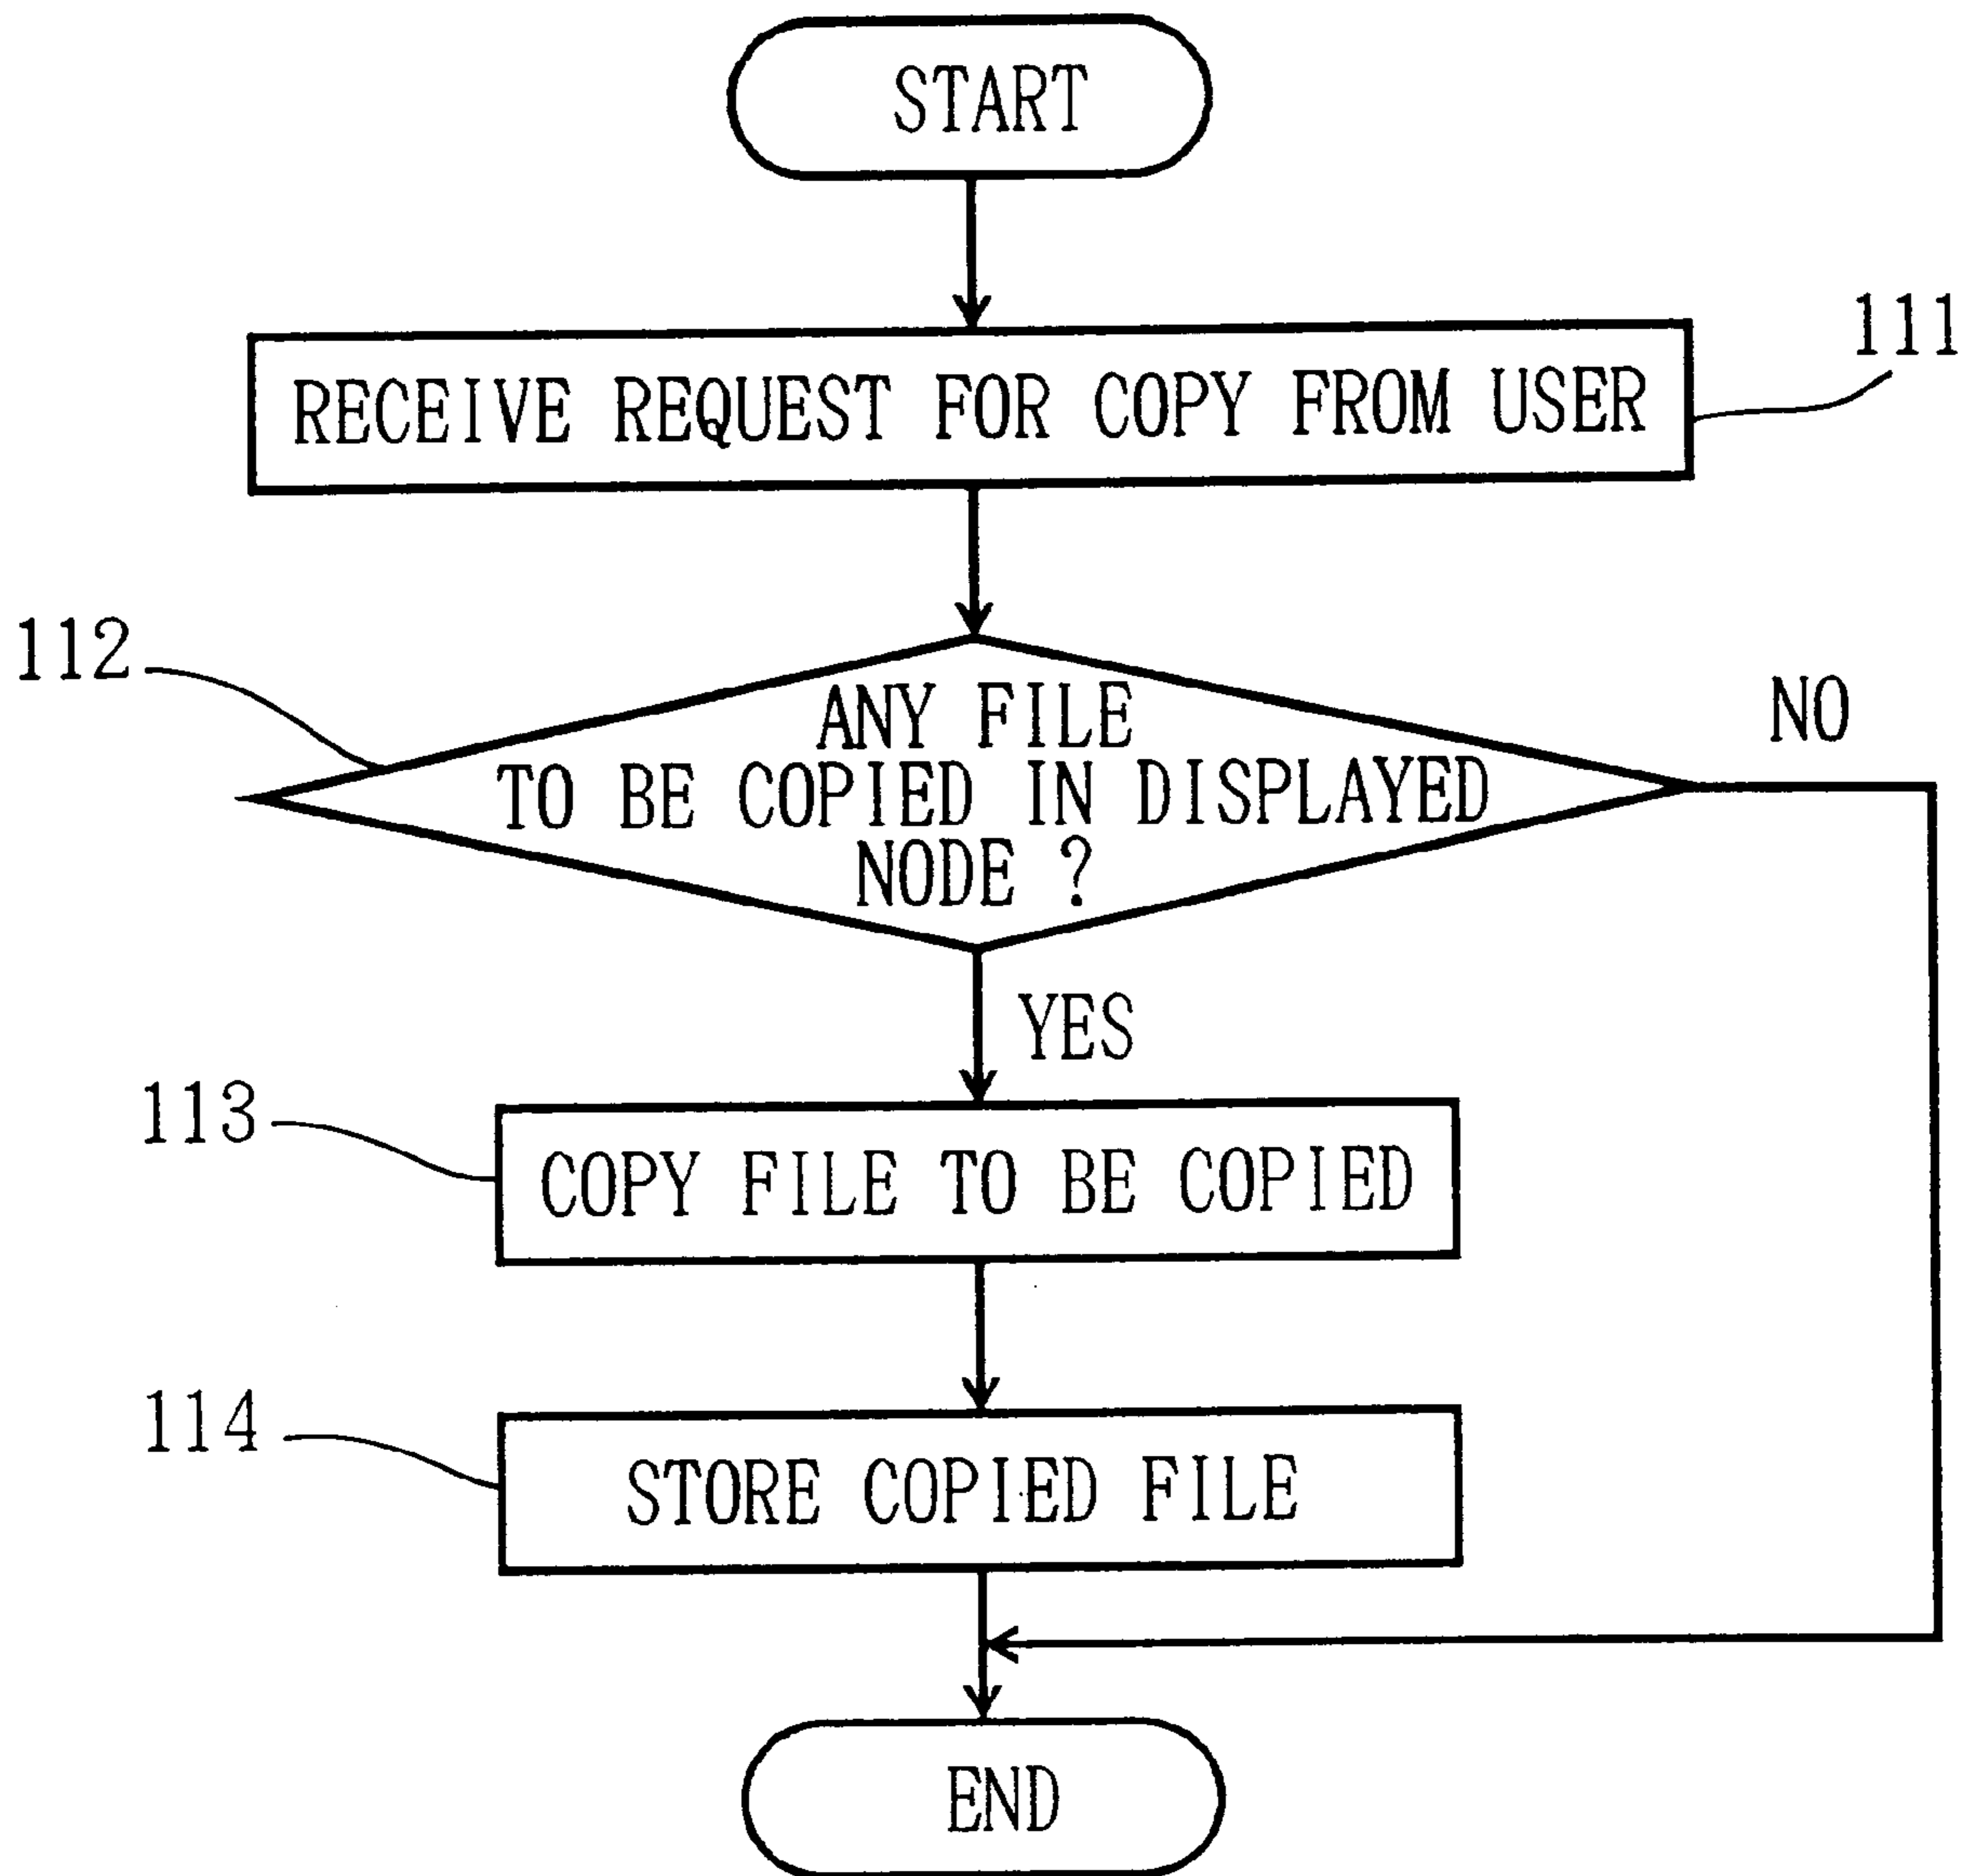 START
RECEIVE REQUEST FOR COPY FROM USER
111
112
ANY FILE
TO BE COPIED IN DISPLAYED
NODE ?
NO
YES
113
COPY FILE TO BE COPIED
114
STORE COPIED FILE
END